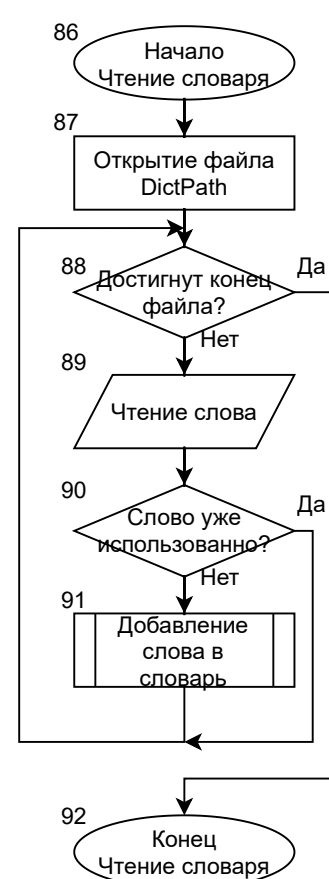 86
Начало
Чтение словаря
87
Открытие файла
DictPath
88
Достигнут конец
файла?
Да
Нет
89
Чтение слова
90
Слово уже
использованно?
Да
Нет
91
Добавление
слова в
словарь
92
Конец
Чтение словаря